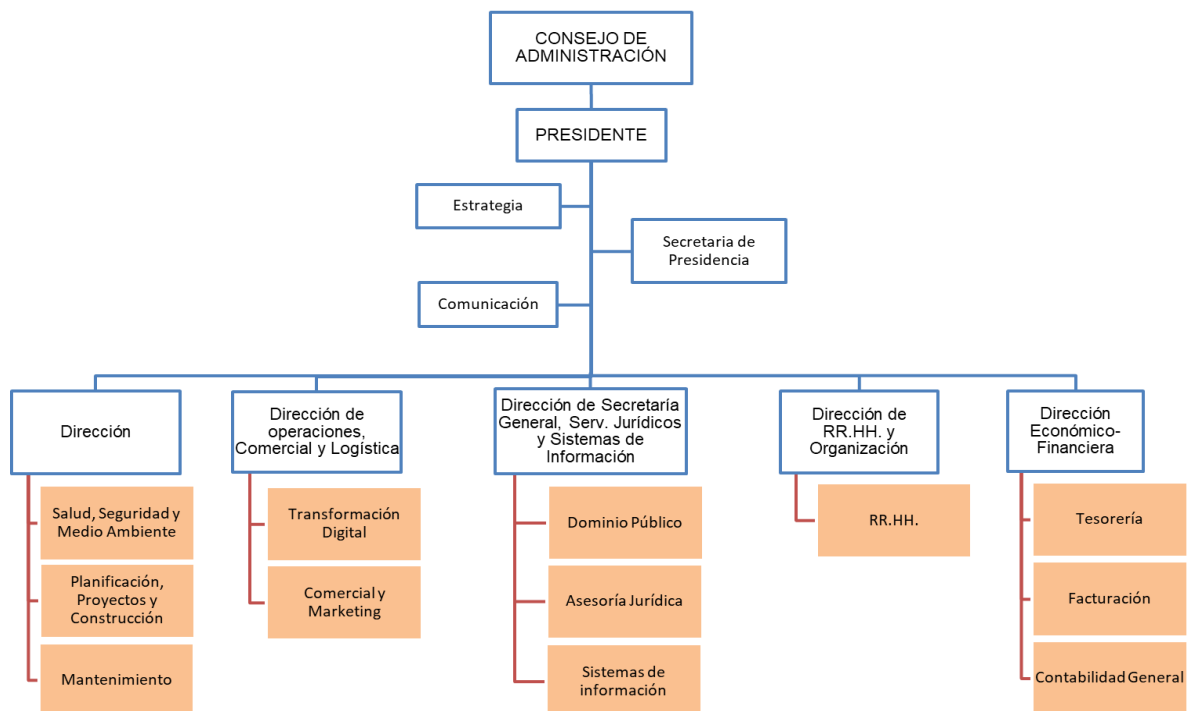 CONSEJO DE
ADMINISTRACIÓN
PRESIDENTE
Estrategia
Secretaria de
Presidencia
Comunicación
Dirección
Dirección de
operaciones,
Comercial y Logística
Dirección de Secretaría
General, Serv. Jurídicos
y Sistemas de
Información
Dirección de
RR.HH. y
Organización
Dirección
Económico-
Financiera
Salud, Seguridad y
Medio Ambiente
Planificación,
Proyectos y
Construcción
Mantenimiento
Transformación
Digital
Comercial y
Marketing
Dominio Público
Asesoría Jurídica
Sistemas de
información
RR.HH.
Tesorería
Facturación
Contabilidad General